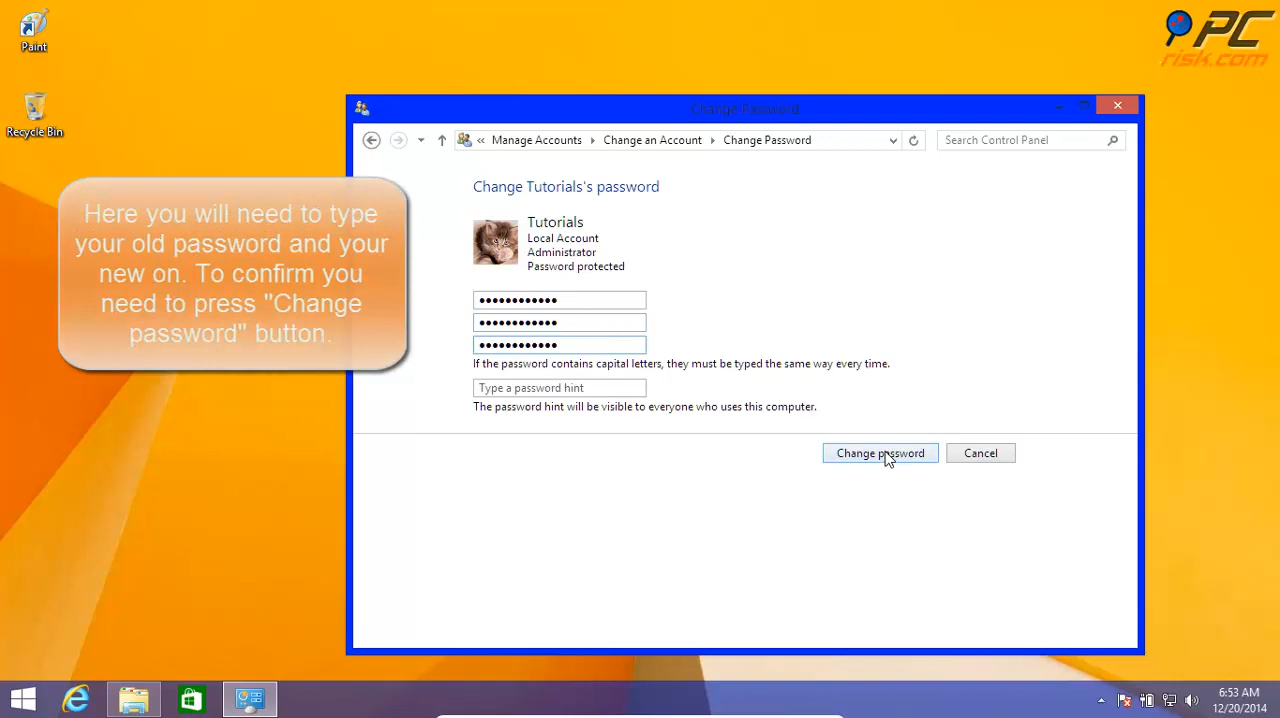 Paint
Recycle Bin
PC
risk.com
Change Password
« Manage Accounts Change an Account Change Password
Search Control Panel
Here you will need to type
your old password and your
new on. To confirm you
need to press "Change
password" button.
Change Tutorials's password
Tutorials
Local Account
Administrator
Password protected
••••••••••••
••••••••••••
••••••••••••
If the password contains capital letters, they must be typed the same way every time.
Type a password hint
The password hint will be visible to everyone who uses this computer.
Change password
Cancel
6:53 AM
12/20/2014